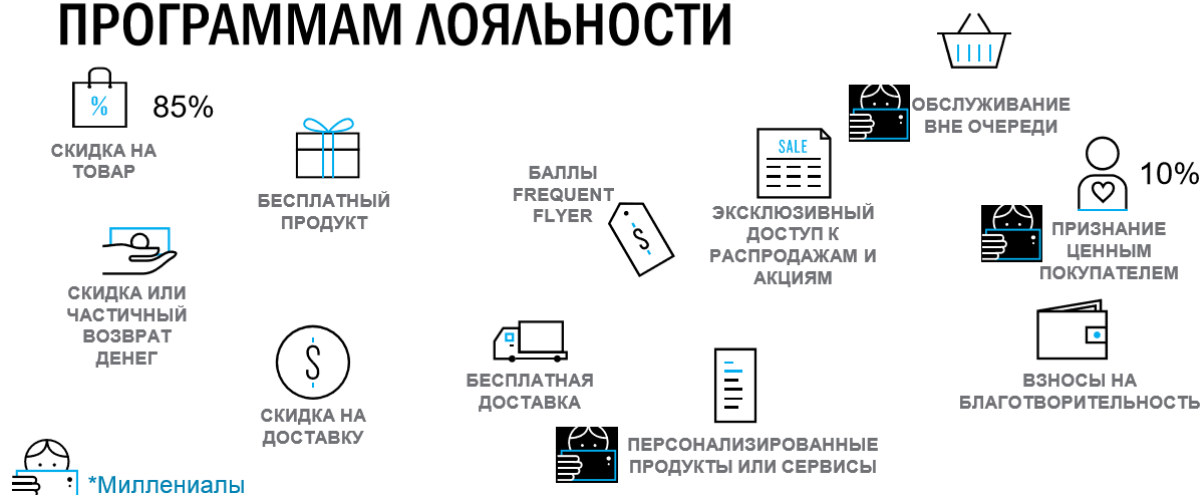 ПРОГРАММАМ ЛОЯЛЬНОСТИ
%
85%
СКИДКА НА
ТОВАР
БЕСПЛАТНЫЙ
ПРОДУКТ
БАЛЛЫ
FREQUENT
FLYER
$
SALE
ЭКСКЛЮЗИВНЫЙ
ДОСТУП К
РАСПРОДАЖАМ И
АКЦИЯМ
ОБСЛУЖИВАНИЕ
ВНЕ ОЧЕРЕДИ
10%
ПРИЗНАНИЕ
ЦЕННЫМ
ПОКУПАТЕЛЕМ
СКИДКА ИЛИ
ЧАСТИЧНЫЙ
ВОЗВРАТ
ДЕНЕГ
$
СКИДКА НА
ДОСТАВКУ
БЕСПЛАТНАЯ
ДОСТАВКА
ПЕРСОНАЛИЗИРОВАННЫЕ
ПРОДУКТЫ ИЛИ СЕРВИСЫ
ВЗНОСЫ НА
БЛАГОТВОРИТЕЛЬНОСТЬ
*Миллениалы